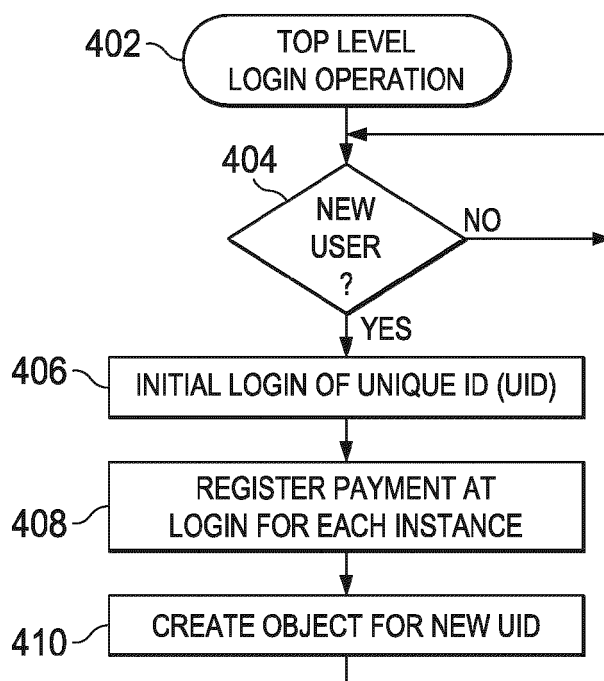 402
TOP LEVEL
LOGIN OPERATION
404
NEW
USER
?
NO
YES
406
INITIAL LOGIN OF UNIQUE ID (UID)
408
REGISTER PAYMENT AT
LOGIN FOR EACH INSTANCE
410
CREATE OBJECT FOR NEW UID